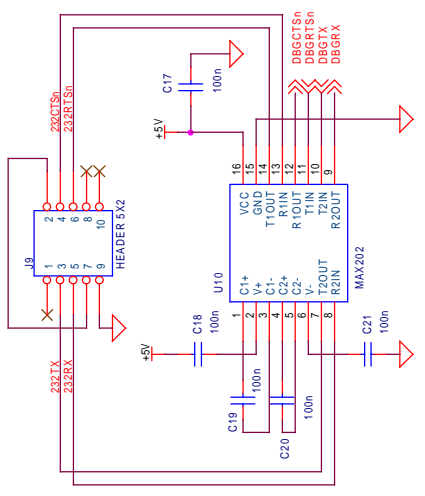 232CTSn
232RTSn
C17
100n
+5V
DBGCTSn
DBGRTSn
DBGTX
DBGRX
2
4
6
8
10
J9
HEADER 5X2
1
3
5
7
9
232TX
232RX
16
15
14
13
12
11
10
9
VCC
GND
T1OUT
R1IN
R1OUT
T1IN
T2IN
R2OUT
U10
MAX202
C1+
V+
C1-
C2+
C2-
V-
T2OUT
R2IN
1
2
3
4
5
6
7
8
+5V
C18
100n
C19
100n
C20
100n
C21
100n